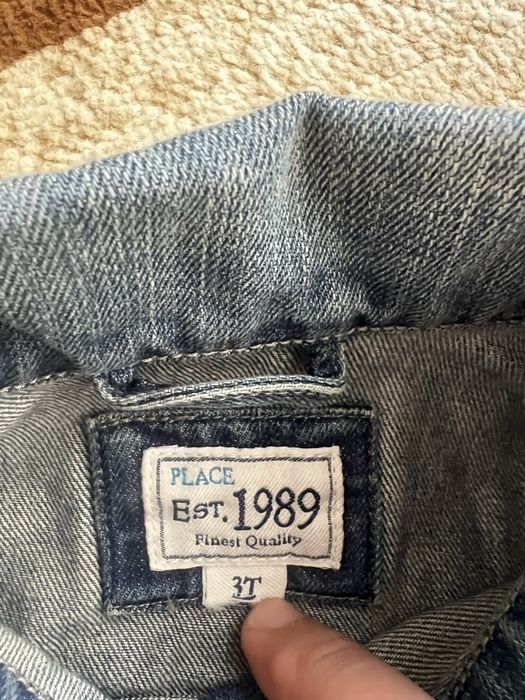 PLACE
EST. 1989
Finest Quality
3T